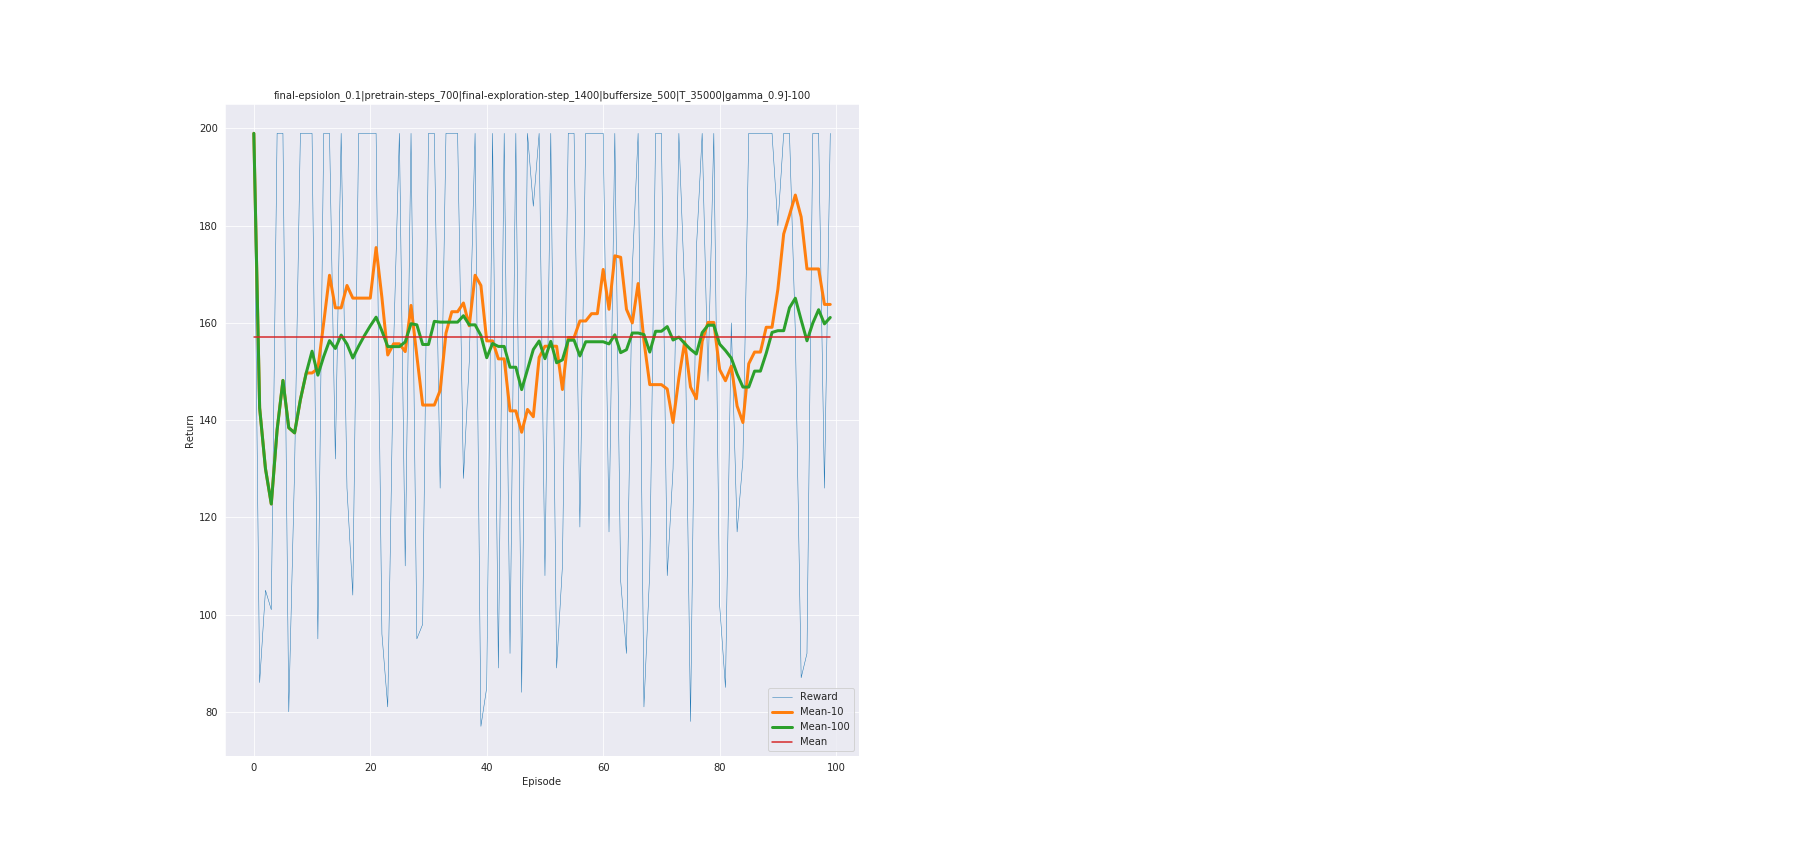 final-epsiolon_0.1|pretrain-steps_700|final-exploration-step_1400|buffersize_500|T_35000|gamma_0.9]-100
200
180
160
140
120
100
80
Return
0 20 40 60 80 100
Episode
Reward
Mean-10
Mean-100
Mean